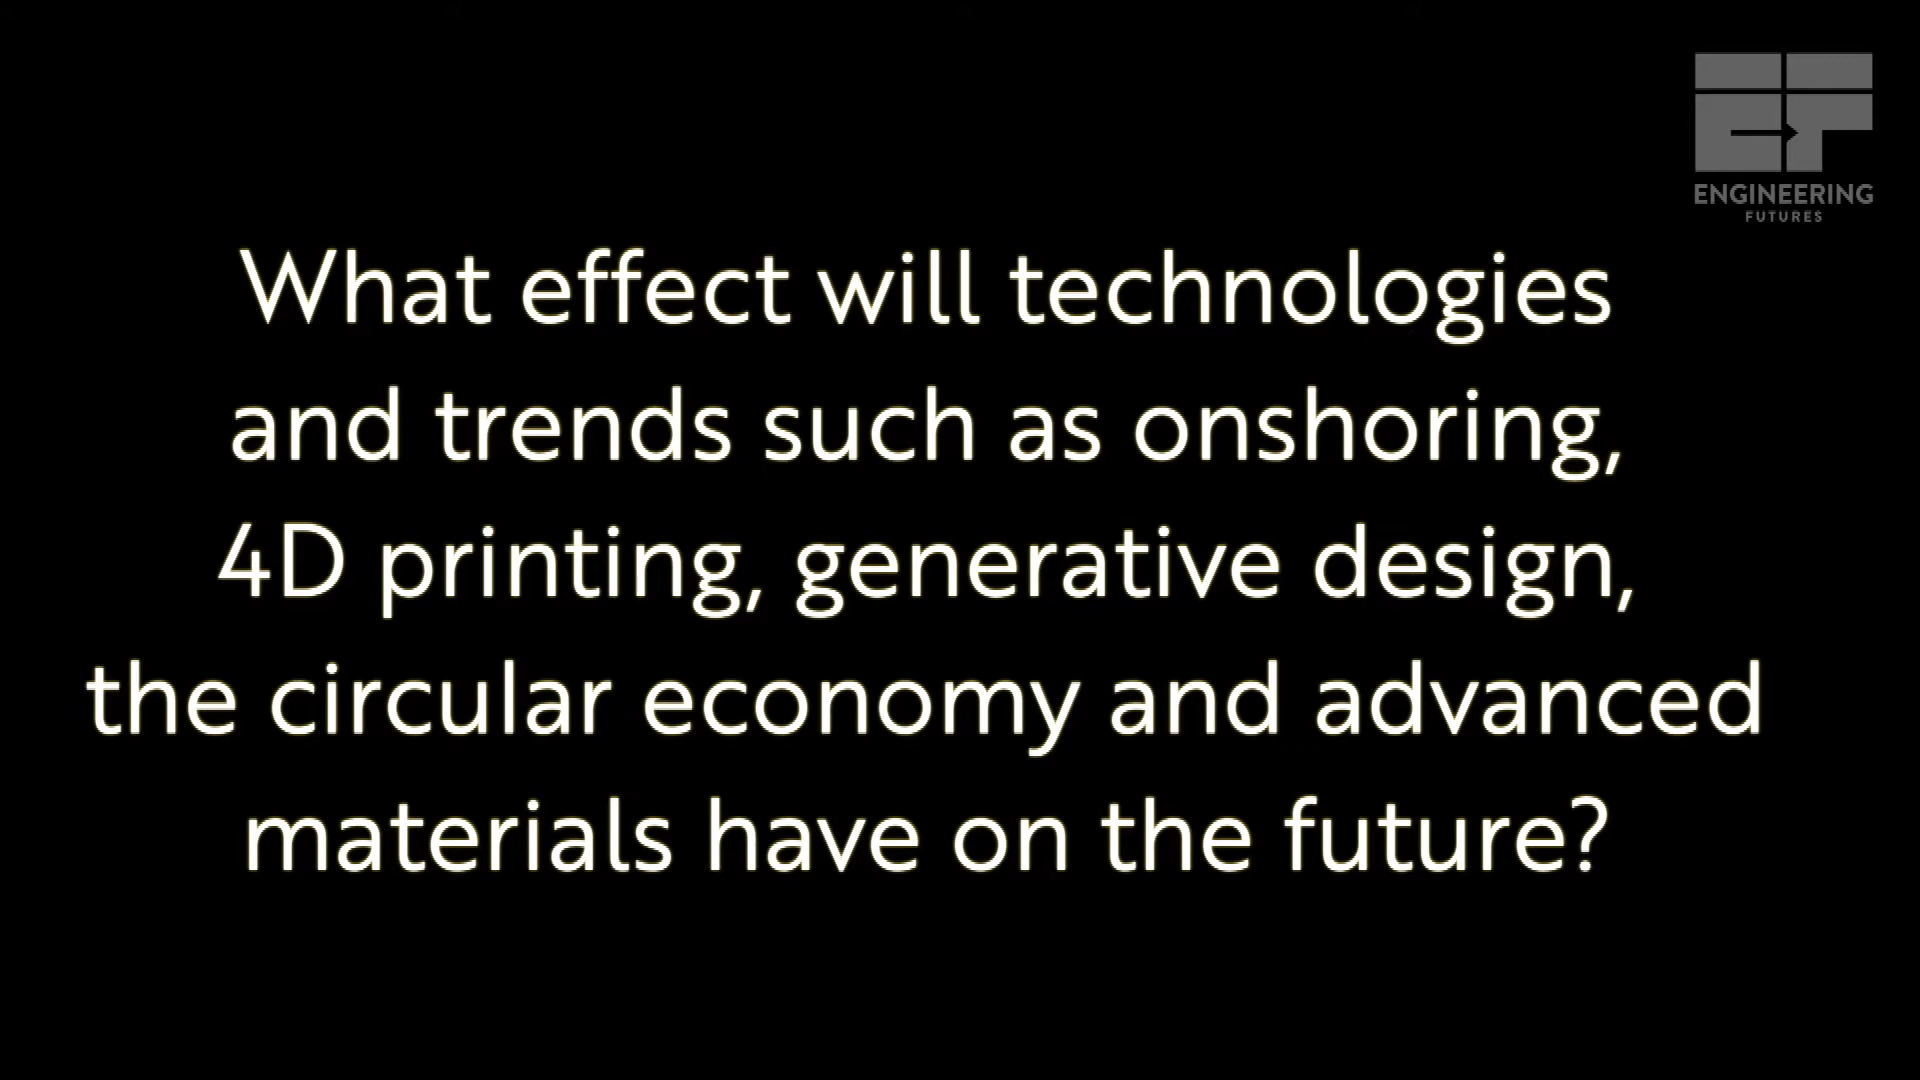 EF
ENGINEERING
FUTURES
What effect will technologies
and trends such as onshoring,
4D printing, generative design,
the circular economy and advanced
materials have on the future?